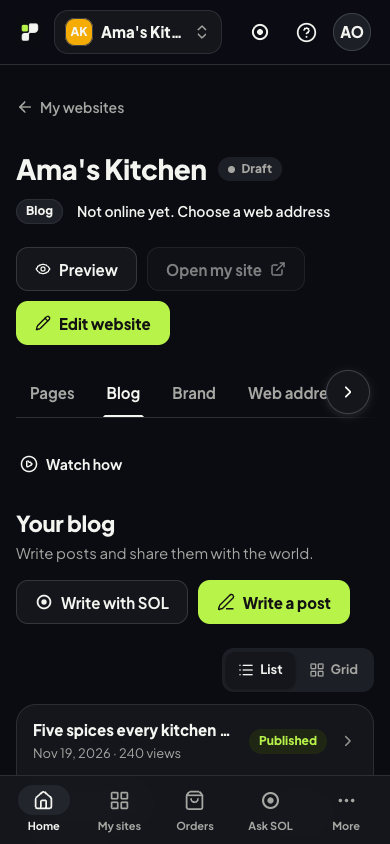 AK Ama's Kit... AO
My websites
Ama's Kitchen Draft
Blog Not online yet. Choose a web address
Preview Open my site
Edit website
Pages Blog Brand Web addre
Watch how
Your blog
Write posts and share them with the world.
Write with SOL Write a post
List Grid
Five spices every kitchen ... Published
Nov 19, 2026 · 240 views
Home My sites Orders Ask SOL More